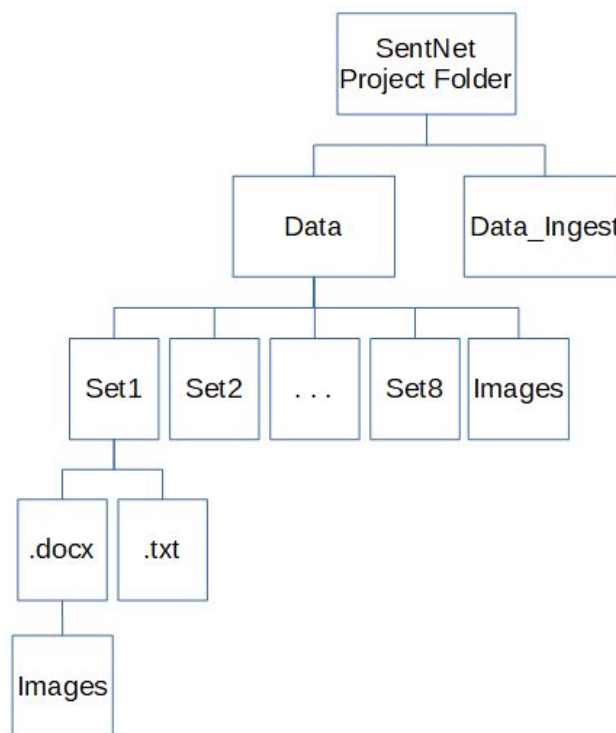 SentNet
Project Folder
Data
Data_Ingest
Set1
Set2
. . .
Set8
Images
.docx
.txt
Images